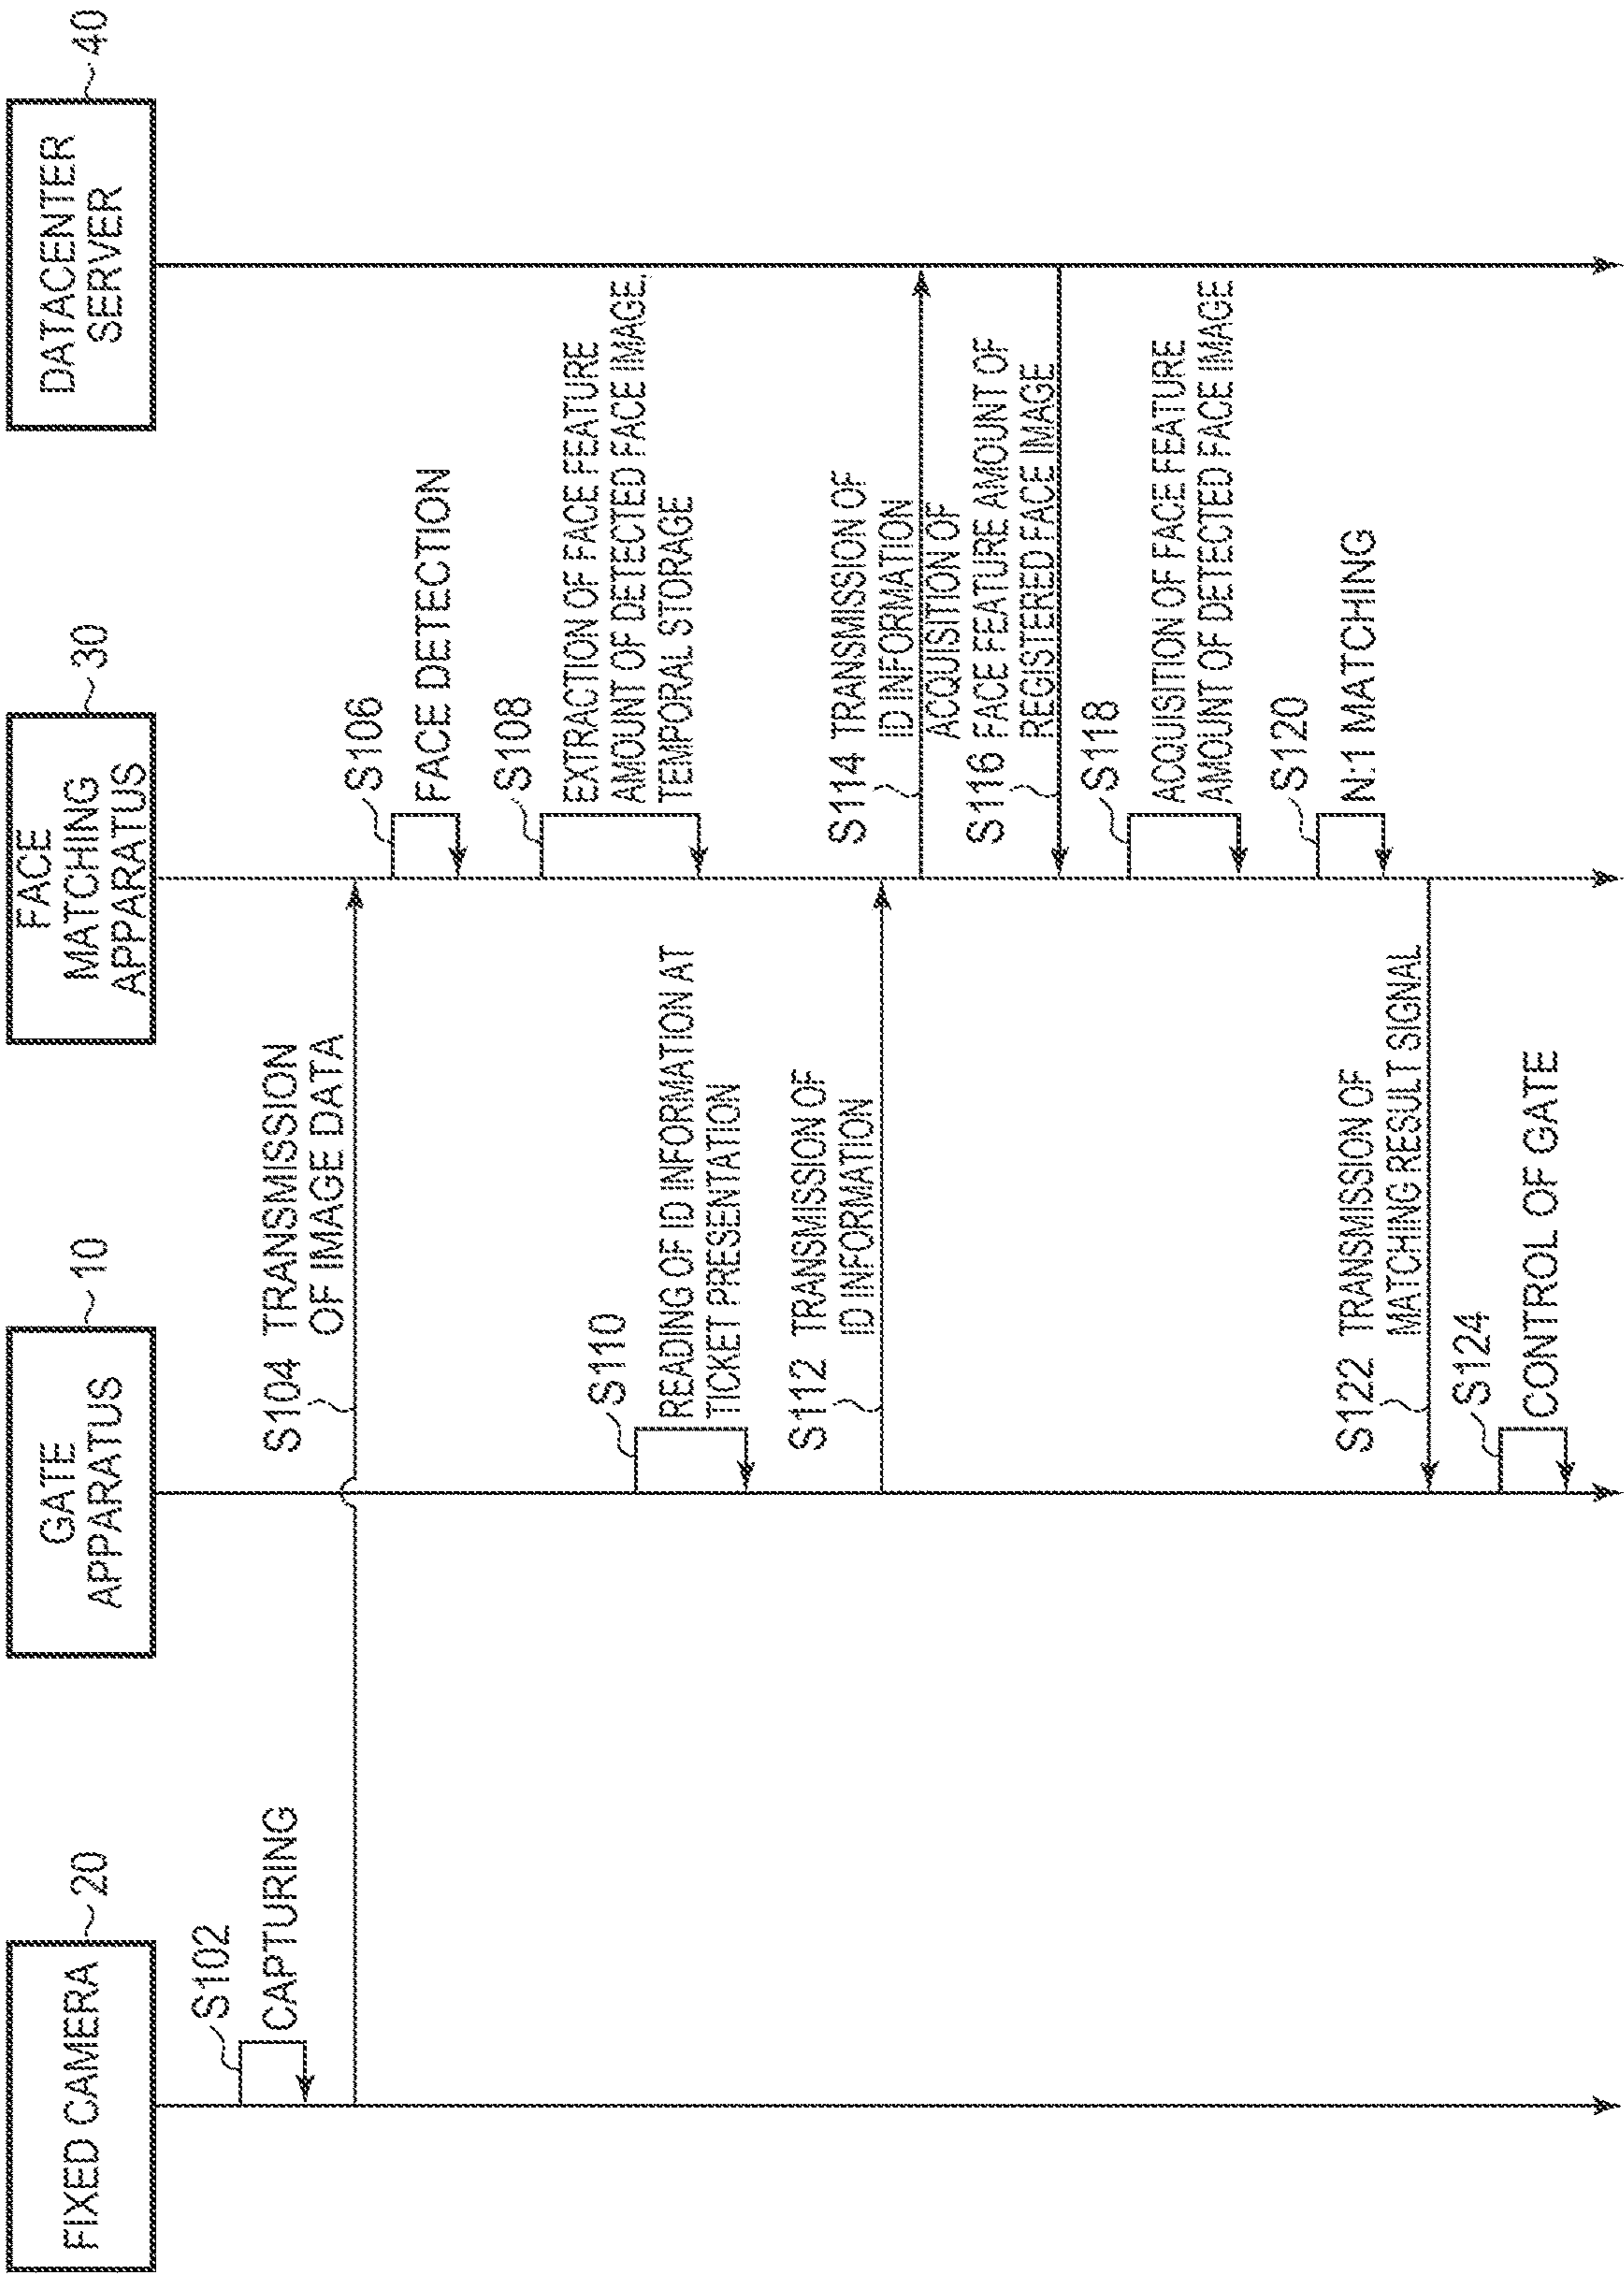 FIXED CAMERA
20
GATE
APPARATUS
10
FACE
MATCHING
APPARATUS
30
DATACENTER
SERVER
40
S102
CAPTURING
S104 TRANSMISSION
OF IMAGE DATA
S106
FACE DETECTION
S108
EXTRACTION OF FACE FEATURE
AMOUNT OF DETECTED FACE IMAGE,
TEMPORAL STORAGE
S110
READING OF ID INFORMATION AT
TICKET PRESENTATION
S112 TRANSMISSION OF
ID INFORMATION
S114 TRANSMISSION OF
ID INFORMATION
ACQUISITION OF
S116 FACE FEATURE AMOUNT OF
REGISTERED FACE IMAGE
S118
ACQUISITION OF FACE FEATURE
AMOUNT OF DETECTED FACE IMAGE
S120
N:1 MATCHING
S122 TRANSMISSION OF
MATCHING RESULT SIGNAL
S124
CONTROL OF GATE